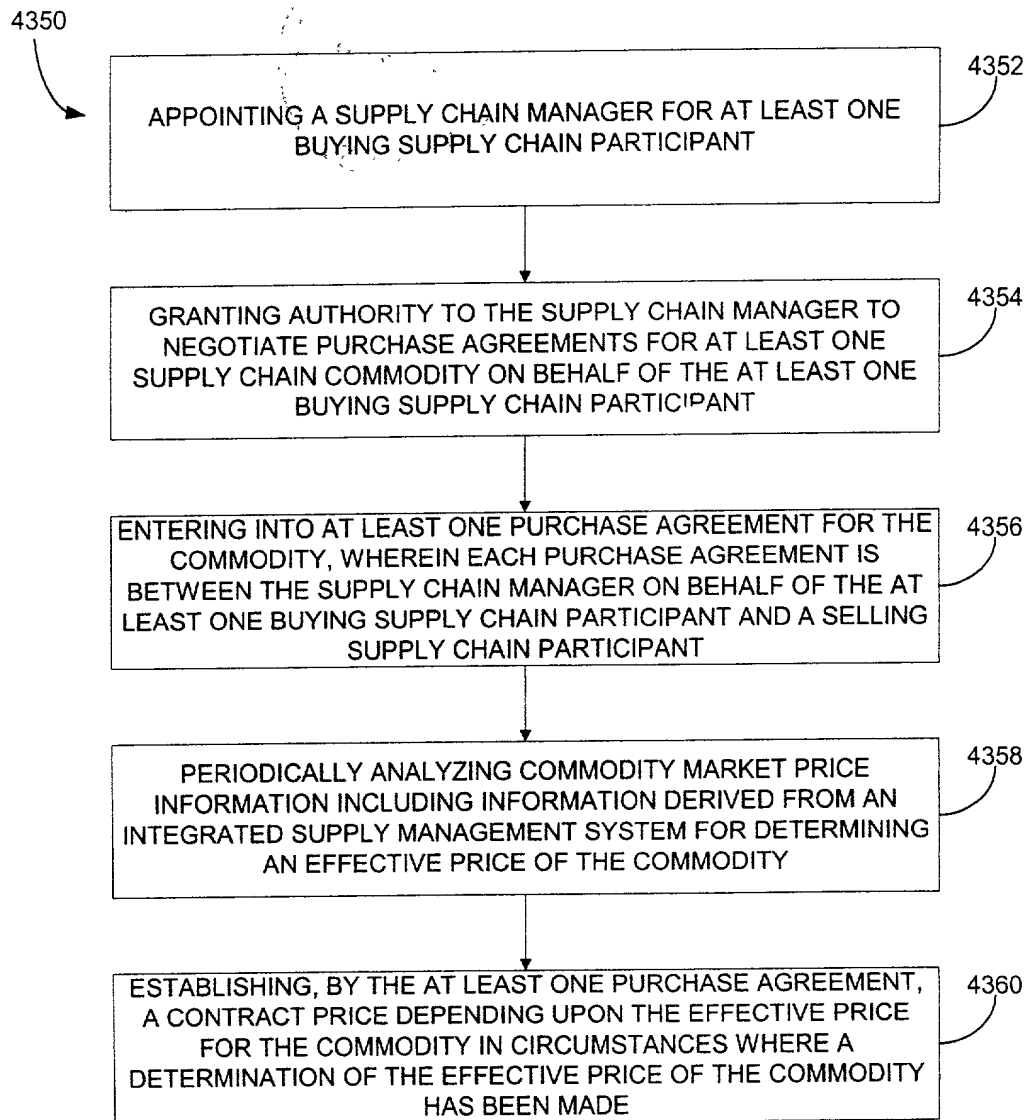 4350
4352
APPOINTING A SUPPLY CHAIN MANAGER FOR AT LEAST ONE
BUYING SUPPLY CHAIN PARTICIPANT
4354
GRANTING AUTHORITY TO THE SUPPLY CHAIN MANAGER TO
NEGOTIATE PURCHASE AGREEMENTS FOR AT LEAST ONE
SUPPLY CHAIN COMMODITY ON BEHALF OF THE AT LEAST ONE
BUYING SUPPLY CHAIN PARTICIPANT
4356
ENTERING INTO AT LEAST ONE PURCHASE AGREEMENT FOR THE
COMMODITY, WHEREIN EACH PURCHASE AGREEMENT IS
BETWEEN THE SUPPLY CHAIN MANAGER ON BEHALF OF THE AT
LEAST ONE BUYING SUPPLY CHAIN PARTICIPANT AND A SELLING
SUPPLY CHAIN PARTICIPANT
4358
PERIODICALLY ANALYZING COMMODITY MARKET PRICE
INFORMATION INCLUDING INFORMATION DERIVED FROM AN
INTEGRATED SUPPLY MANAGEMENT SYSTEM FOR DETERMINING
AN EFFECTIVE PRICE OF THE COMMODITY
4360
ESTABLISHING, BY THE AT LEAST ONE PURCHASE AGREEMENT,
A CONTRACT PRICE DEPENDING UPON THE EFFECTIVE PRICE
FOR THE COMMODITY IN CIRCUMSTANCES WHERE A
DETERMINATION OF THE EFFECTIVE PRICE OF THE COMMODITY
HAS BEEN MADE